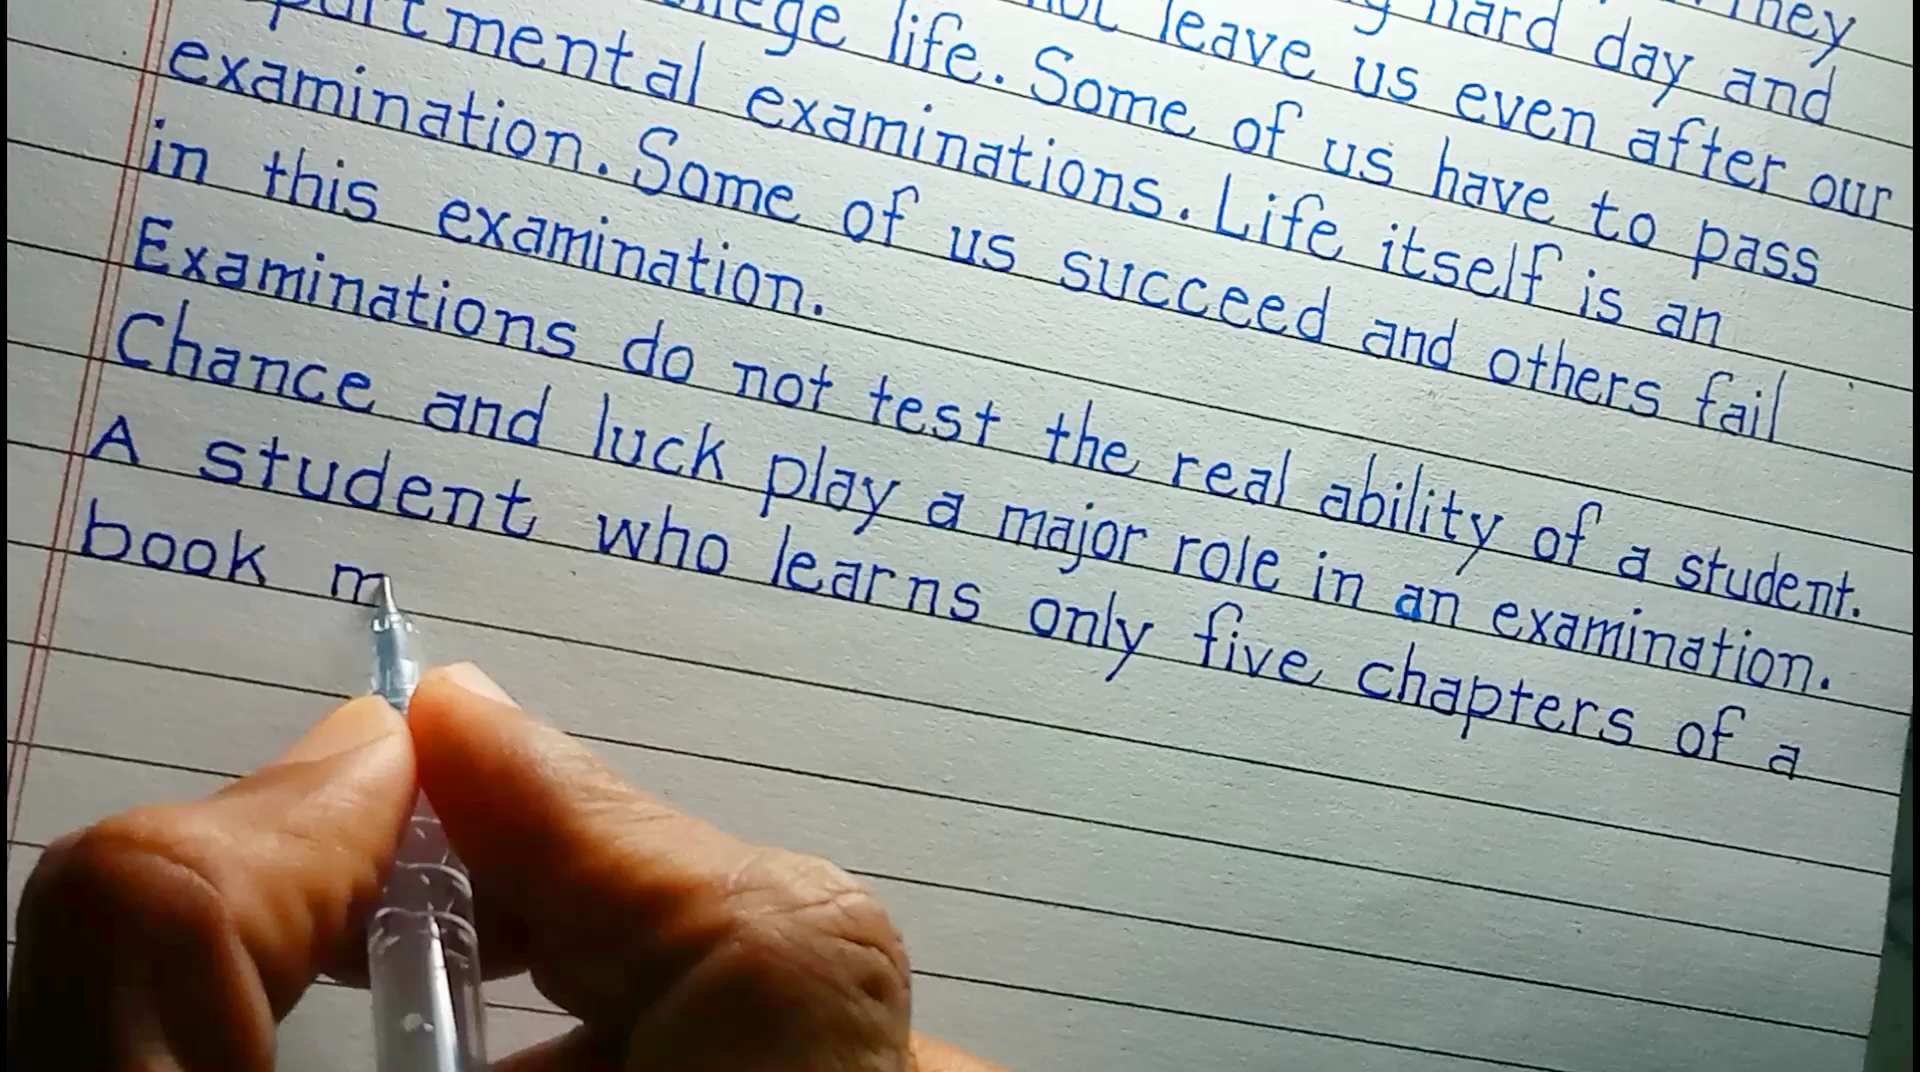 They
hard day and
not leave us even after our
life. Some of us have to pass
examinations. Life itself is an
examination. Some of us succeed and others fail
in this examination.
Examinations do not test the real ability of a student.
Chance and luck play a major role in an examination.
A student who learns only five chapters of a
book m